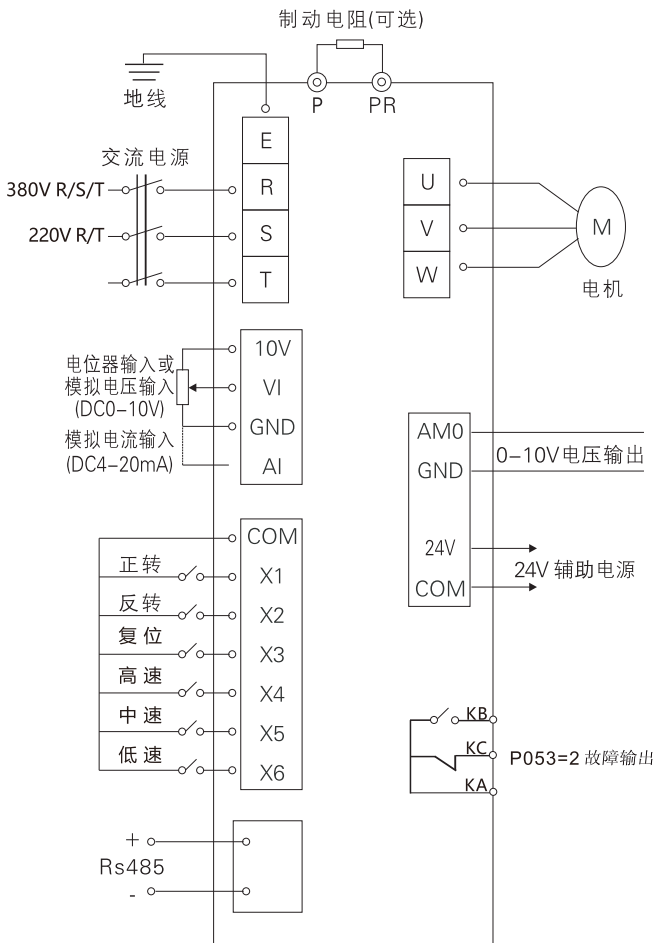 制动电阻(可选)
P
PR
地线
E
交流电源
380V R/S/T
R
220V R/T
S
T
U
V
W
M
电机
10V
电位器输入或
模拟电压输入
(DC0-10V)
VI
GND
模拟电流输入
(DC4-20mA)
AI
AM0
0-10V电压输出
GND
24V
24V 辅助电源
COM
COM
正转
X1
反转
X2
复位
X3
高速
X4
中速
X5
低速
X6
KB
KC
P053=2 故障输出
KA
+
Rs485
-